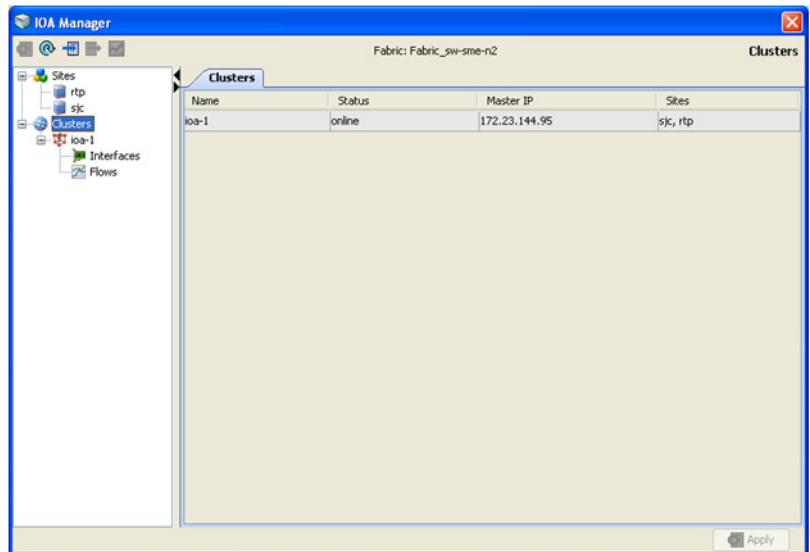 IOA Manager
Fabric: Fabric_sw-sme-n2
Clusters
Sites
rtp
sjc
Clusters
ioa-1
Interfaces
Flows
Clusters
Name Status Master IP Sites
ioa-1 online 172.23.144.95 sjc, rtp
Apply